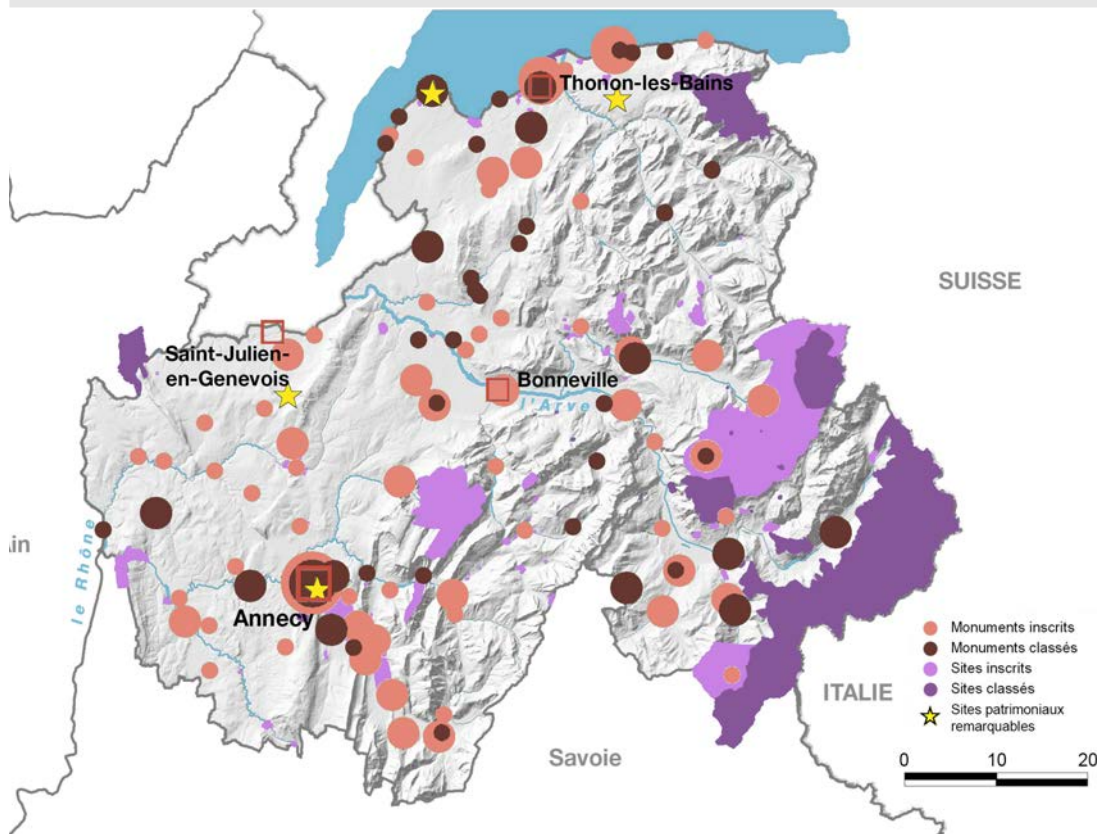 Thonon-les-Bains
SUISSE
Saint-Julien-
en-Genevois
Bonneville
l'Arve
le Rhône
in
Annecy
Monuments inscrits
Monuments classés
Sites inscrits
Sites classés
Sites patrimoniaux
remarquables
ITALIE
Savoie
0 10 20